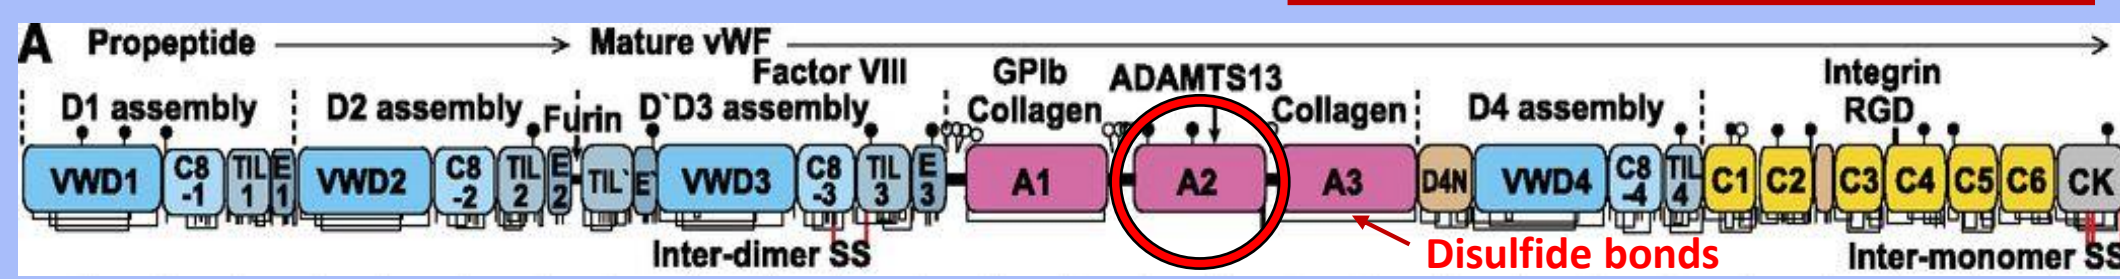 A Propeptide Mature vWF
Factor VIII GPIb ADAMTS13 Integrin
D1 assembly D2 assembly Furin D`D3 assembly Collagen Collagen D4 assembly RGD
VWD1 C8-1 TIL1 E1 VWD2 C8-2 TIL2 E2 TIL` E` VWD3 C8-3 TIL3 E3 A1 A2 A3 D4N VWD4 C8-4 TIL4 C1 C2 C3 C4 C5 C6 CK
Inter-dimer SS Disulfide bonds Inter-monomer SS